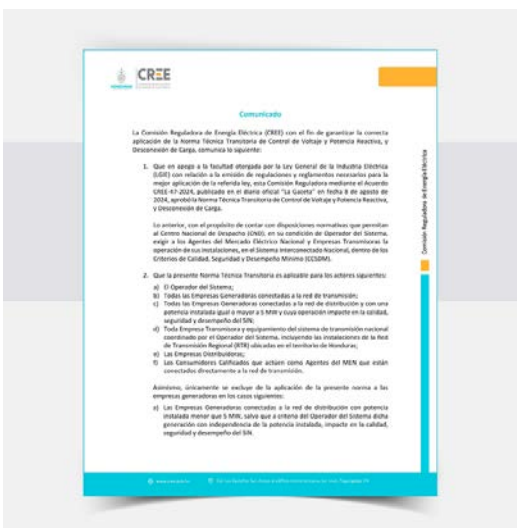 CREE
Comunicado
La Comisión Reguladora de Energía Eléctrica (CREE) con el fin de garantizar la correcta
aplicación de la Norma Técnica Transitoria de Control de Voltaje y Potencia Reactiva, y
Desconexión de Carga, comunica lo siguiente:
1. Que en apego a la facultad otorgada por la Ley General de la Industria Eléctrica
(LGIE) con relación a la emisión de regulaciones y reglamentos necesarios para la
mejor aplicación de la referida ley, esta Comisión Reguladora mediante el Acuerdo
CREE-47-2024, publicado en el diario oficial "La Gaceta" en fecha 8 de agosto de
2024, aprobó la Norma Técnica Transitoria de Control de Voltaje y Potencia Reactiva,
y Desconexión de Carga.
Lo anterior, con el propósito de contar con disposiciones normativas que permitan
al Centro Nacional de Despacho (CND), en su condición de Operador del Sistema,
exigir a los Agentes del Mercado Eléctrico Nacional y Empresas Transmisoras la
operación de sus instalaciones, en el Sistema Interconectado Nacional, dentro de los
Criterios de Calidad, Seguridad y Desempeño Mínimo (CCSDM).
2. Que la presente Norma Técnica Transitoria es aplicable para los actores siguientes:
a) El Operador del Sistema;
b) Todas las Empresas Generadoras conectadas a la red de transmisión;
c) Todas las Empresas Generadoras conectadas a la red de distribución y con una
potencia instalada igual o mayor a 5 MW y cuya operación impacte en la calidad,
seguridad y desempeño del SIN;
d) Toda Empresa Transmisora y equipamiento del sistema de transmisión nacional
coordinado por el Operador del Sistema, incluyendo las instalaciones de la Red
de Transmisión Regional (RTR) ubicadas en el territorio de Honduras;
e) Las Empresas Distribuidoras;
f) Los Consumidores Calificados que actúen como Agentes del MEN que están
conectados directamente a la red de transmisión.
Asimismo, únicamente se excluye de la aplicación de la presente norma a las
empresas generadoras en los casos siguientes:
a) Las Empresas Generadoras conectadas a la red de distribución con potencia
instalada menor que 5 MW, salvo que a criterio del Operador del Sistema dicha
generación con independencia de la potencia instalada, impacte en la calidad,
seguridad y desempeño del SIN.
Comisión Reguladora de Energía Eléctrica